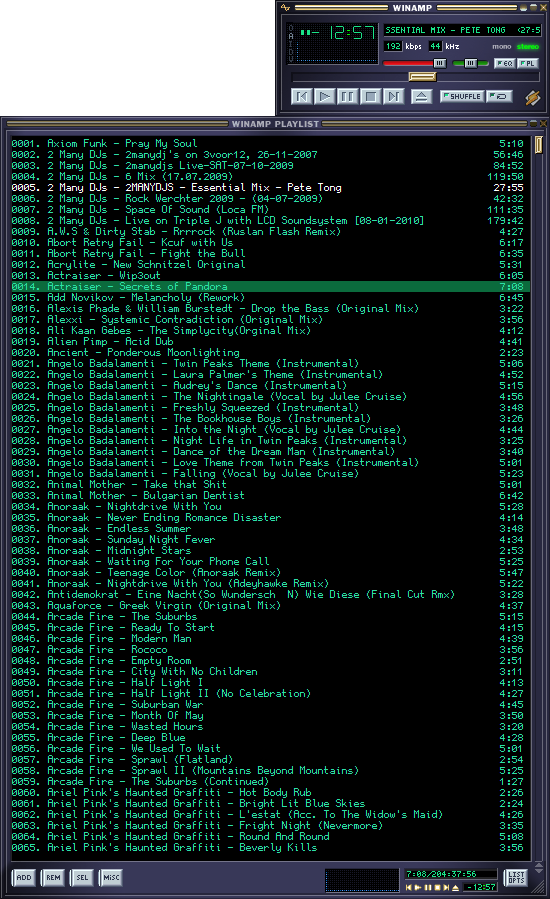 WINAMP
-12:57
SSENTIAL MIX - PETE TONG <27:5
192 kbps 44 kHz mono stereo
EQ PL
SHUFFLE
WINAMP PLAYLIST
0001. Axiom Funk - Pray My Soul 5:10
0002. 2 Many DJs - 2manydj's on 3voor12, 26-11-2007 56:46
0003. 2 Many DJs - 2manydjs Live-SAT-07-10-2009 84:52
0004. 2 Many DJs - 6 Mix (17.07.2009) 119:50
0005. 2 Many DJs - 2MANYDJS - Essential Mix - Pete Tong 27:55
0006. 2 Many DJs - Rock Werchter 2009 - (04-07-2009) 42:32
0007. 2 Many DJs - Space Of Sound (Loca FM) 111:35
0008. 2 Many DJs - Live on Triple J with LCD Soundsystem [08-01-2010] 179:42
0009. A.W.S & Dirty Stab - Rrrrock (Ruslan Flash Remix) 4:27
0010. Abort Retry Fail - Kcuf with Us 6:17
0011. Abort Retry Fail - Fight the Bull 6:35
0012. Acrylite - New Schnitzel Original 5:31
0013. Actraiser - Wip3out 6:05
0014. Actraiser - Secrets of Pandora 7:08
0015. Add Novikov - Melancholy (Rework) 6:45
0016. Alexis Phade & William Burstedt - Drop the Bass (Original Mix) 3:22
0017. Alexxi - Systemic Contradiction (Original Mix) 3:56
0018. Ali Kaan Gebes - The Simplycity(Orginal Mix) 4:12
0019. Alien Pimp - Acid Dub 4:41
0020. Ancient - Ponderous Moonlighting 2:23
0021. Angelo Badalamenti - Twin Peaks Theme (Instrumental) 5:06
0022. Angelo Badalamenti - Laura Palmer's Theme (Instrumental) 4:52
0023. Angelo Badalamenti - Audrey's Dance (Instrumental) 5:15
0024. Angelo Badalamenti - The Nightingale (Vocal by Julee Cruise) 4:56
0025. Angelo Badalamenti - Freshly Squeezed (Instrumental) 3:48
0026. Angelo Badalamenti - The Bookhouse Boys (Instrumental) 3:26
0027. Angelo Badalamenti - Into the Night (Vocal by Julee Cruise) 4:44
0028. Angelo Badalamenti - Night Life in Twin Peaks (Instrumental) 3:25
0029. Angelo Badalamenti - Dance of the Dream Man (Instrumental) 3:40
0030. Angelo Badalamenti - Love Theme from Twin Peaks (Instrumental) 5:01
0031. Angelo Badalamenti - Falling (Vocal by Julee Cruise) 5:23
0032. Animal Mother - Take that Shit 5:01
0033. Animal Mother - Bulgarian Dentist 6:42
0034. Anoraak - Nightdrive With You 5:28
0035. Anoraak - Never Ending Romance Disaster 4:14
0036. Anoraak - Endless Summer 3:48
0037. Anoraak - Sunday Night Fever 4:34
0038. Anoraak - Midnight Stars 2:53
0039. Anoraak - Waiting For Your Phone Call 5:25
0040. Anoraak - Teenage Color (Anoraak Remix) 5:47
0041. Anoraak - Nightdrive With You (Adeyhawke Remix) 5:22
0042. Antidemokrat - Eine Nacht(So Wundersch N) Wie Diese (Final Cut Rmx) 3:28
0043. Aquaforce - Greek Virgin (Original Mix) 4:37
0044. Arcade Fire - The Suburbs 5:15
0045. Arcade Fire - Ready To Start 4:15
0046. Arcade Fire - Modern Man 4:39
0047. Arcade Fire - Rococo 3:56
0048. Arcade Fire - Empty Room 2:51
0049. Arcade Fire - City With No Children 3:11
0050. Arcade Fire - Half Light I 4:13
0051. Arcade Fire - Half Light II (No Celebration) 4:27
0052. Arcade Fire - Suburban War 4:45
0053. Arcade Fire - Month Of May 3:50
0054. Arcade Fire - Wasted Hours 3:20
0055. Arcade Fire - Deep Blue 4:28
0056. Arcade Fire - We Used To Wait 5:01
0057. Arcade Fire - Sprawl (Flatland) 2:54
0058. Arcade Fire - Sprawl II (Mountains Beyond Mountains) 5:25
0059. Arcade Fire - The Suburbs (Continued) 1:27
0060. Ariel Pink's Haunted Graffiti - Hot Body Rub 2:26
0061. Ariel Pink's Haunted Graffiti - Bright Lit Blue Skies 2:24
0062. Ariel Pink's Haunted Graffiti - L'estat (Acc. To The Widow's Maid) 4:26
0063. Ariel Pink's Haunted Graffiti - Fright Night (Nevermore) 3:35
0064. Ariel Pink's Haunted Graffiti - Round And Round 5:08
0065. Ariel Pink's Haunted Graffiti - Beverly Kills 3:56
ADD REM SEL MISC
7:08/204:37:56
-12:57
LIST OPTS